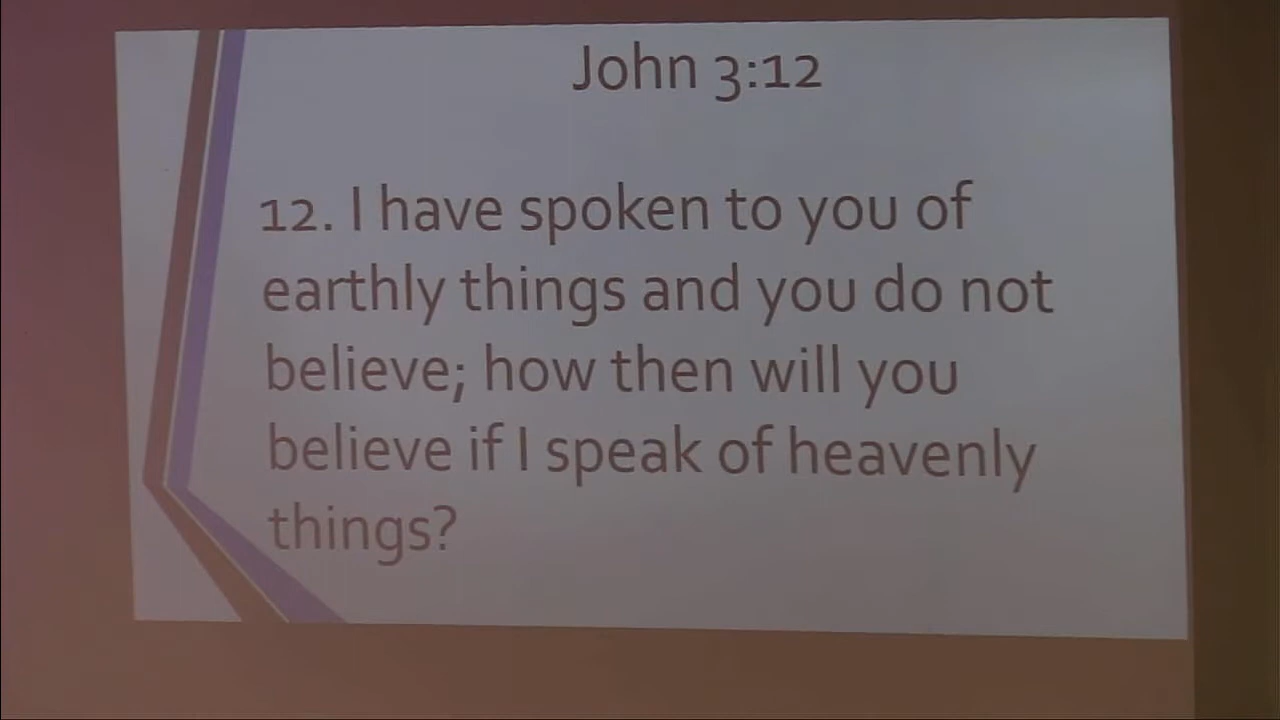 John 3:12
12. I have spoken to you of
earthly things and you do not
believe; how then will you
believe if I speak of heavenly
things?